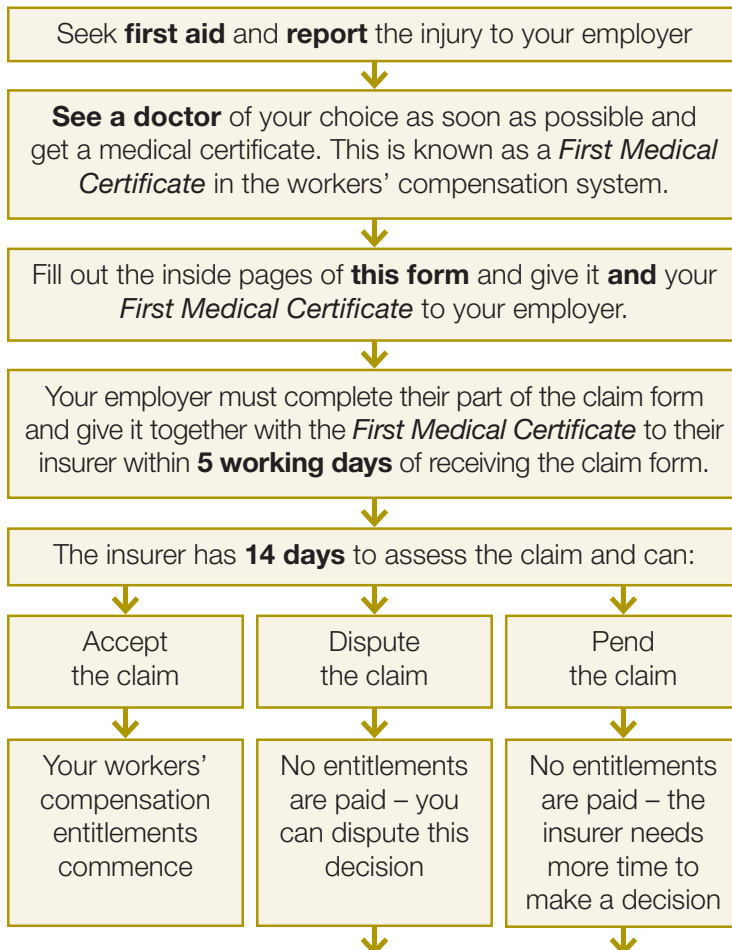 Seek first aid and report the injury to your employer
See a doctor of your choice as soon as possible and
get a medical certificate. This is known as a First Medical
Certificate in the workers’ compensation system.
Fill out the inside pages of this form and give it and your
First Medical Certificate to your employer.
Your employer must complete their part of the claim form
and give it together with the First Medical Certificate to their
insurer within 5 working days of receiving the claim form.
The insurer has 14 days to assess the claim and can:
Accept
the claim
Dispute
the claim
Pend
the claim
Your workers’
compensation
entitlements
commence
No entitlements
are paid – you
can dispute this
decision
No entitlements
are paid – the
insurer needs
more time to
make a decision